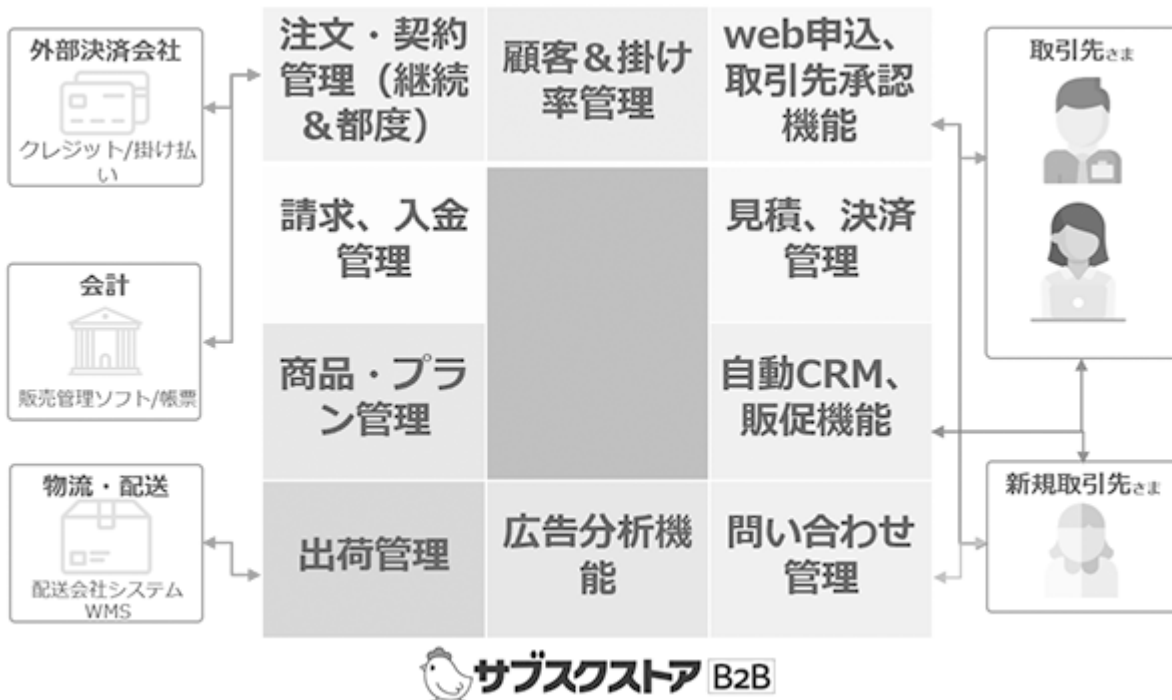 外部決済会社
クレジット/掛け払
い
会計
販売管理ソフト/帳票
物流・配送
配送会社システム
WMS
注文・契約
管理（継続
＆都度）
顧客＆掛け
率管理
web申込、
取引先承認
機能
請求、入金
管理
見積、決済
管理
商品・プラ
ン管理
自動CRM、
販促機能
出荷管理
広告分析機
能
問い合わせ
管理
取引先さま
新規取引先さま
サブスクストア B2B